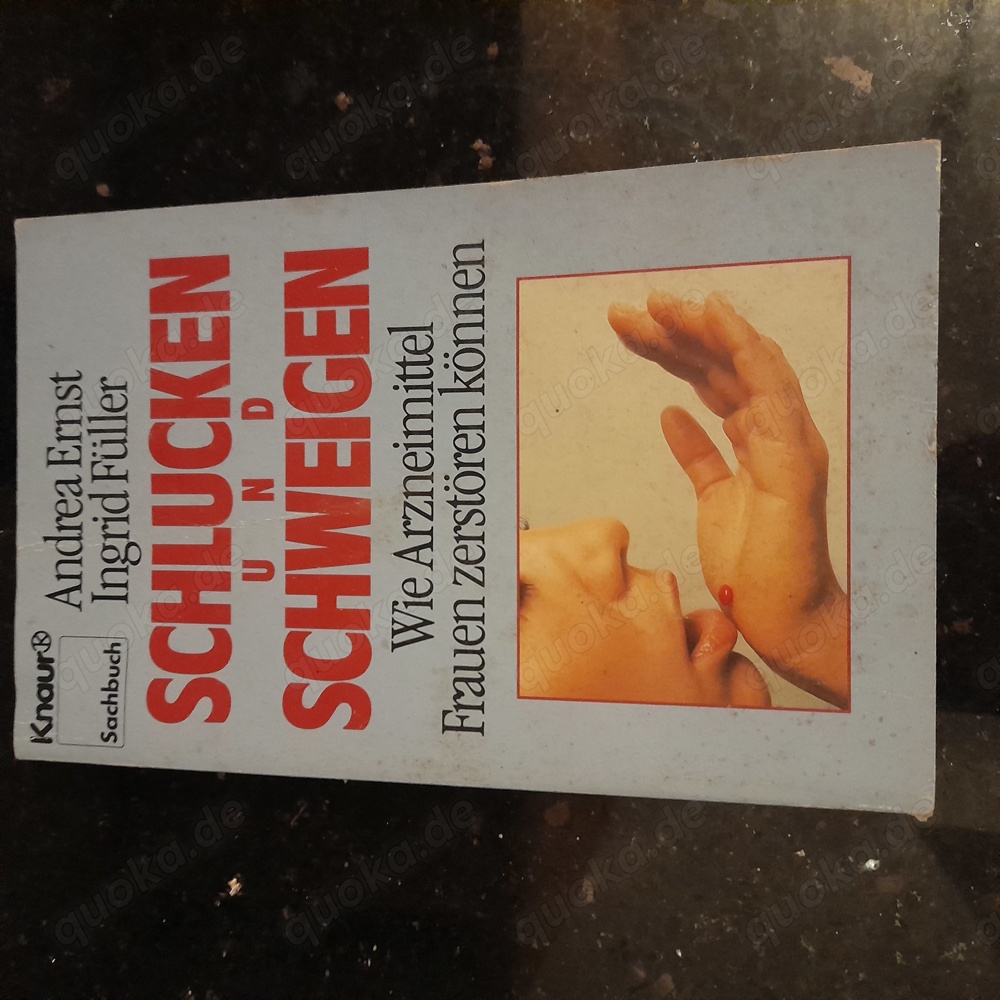 Knaur®
Sachbuch
Andrea Ernst
Ingrid Füller
SCHLUCKEN
UND
SCHWEIGEN
Wie Arzneimittel
Frauen zerstören können
quoka.de